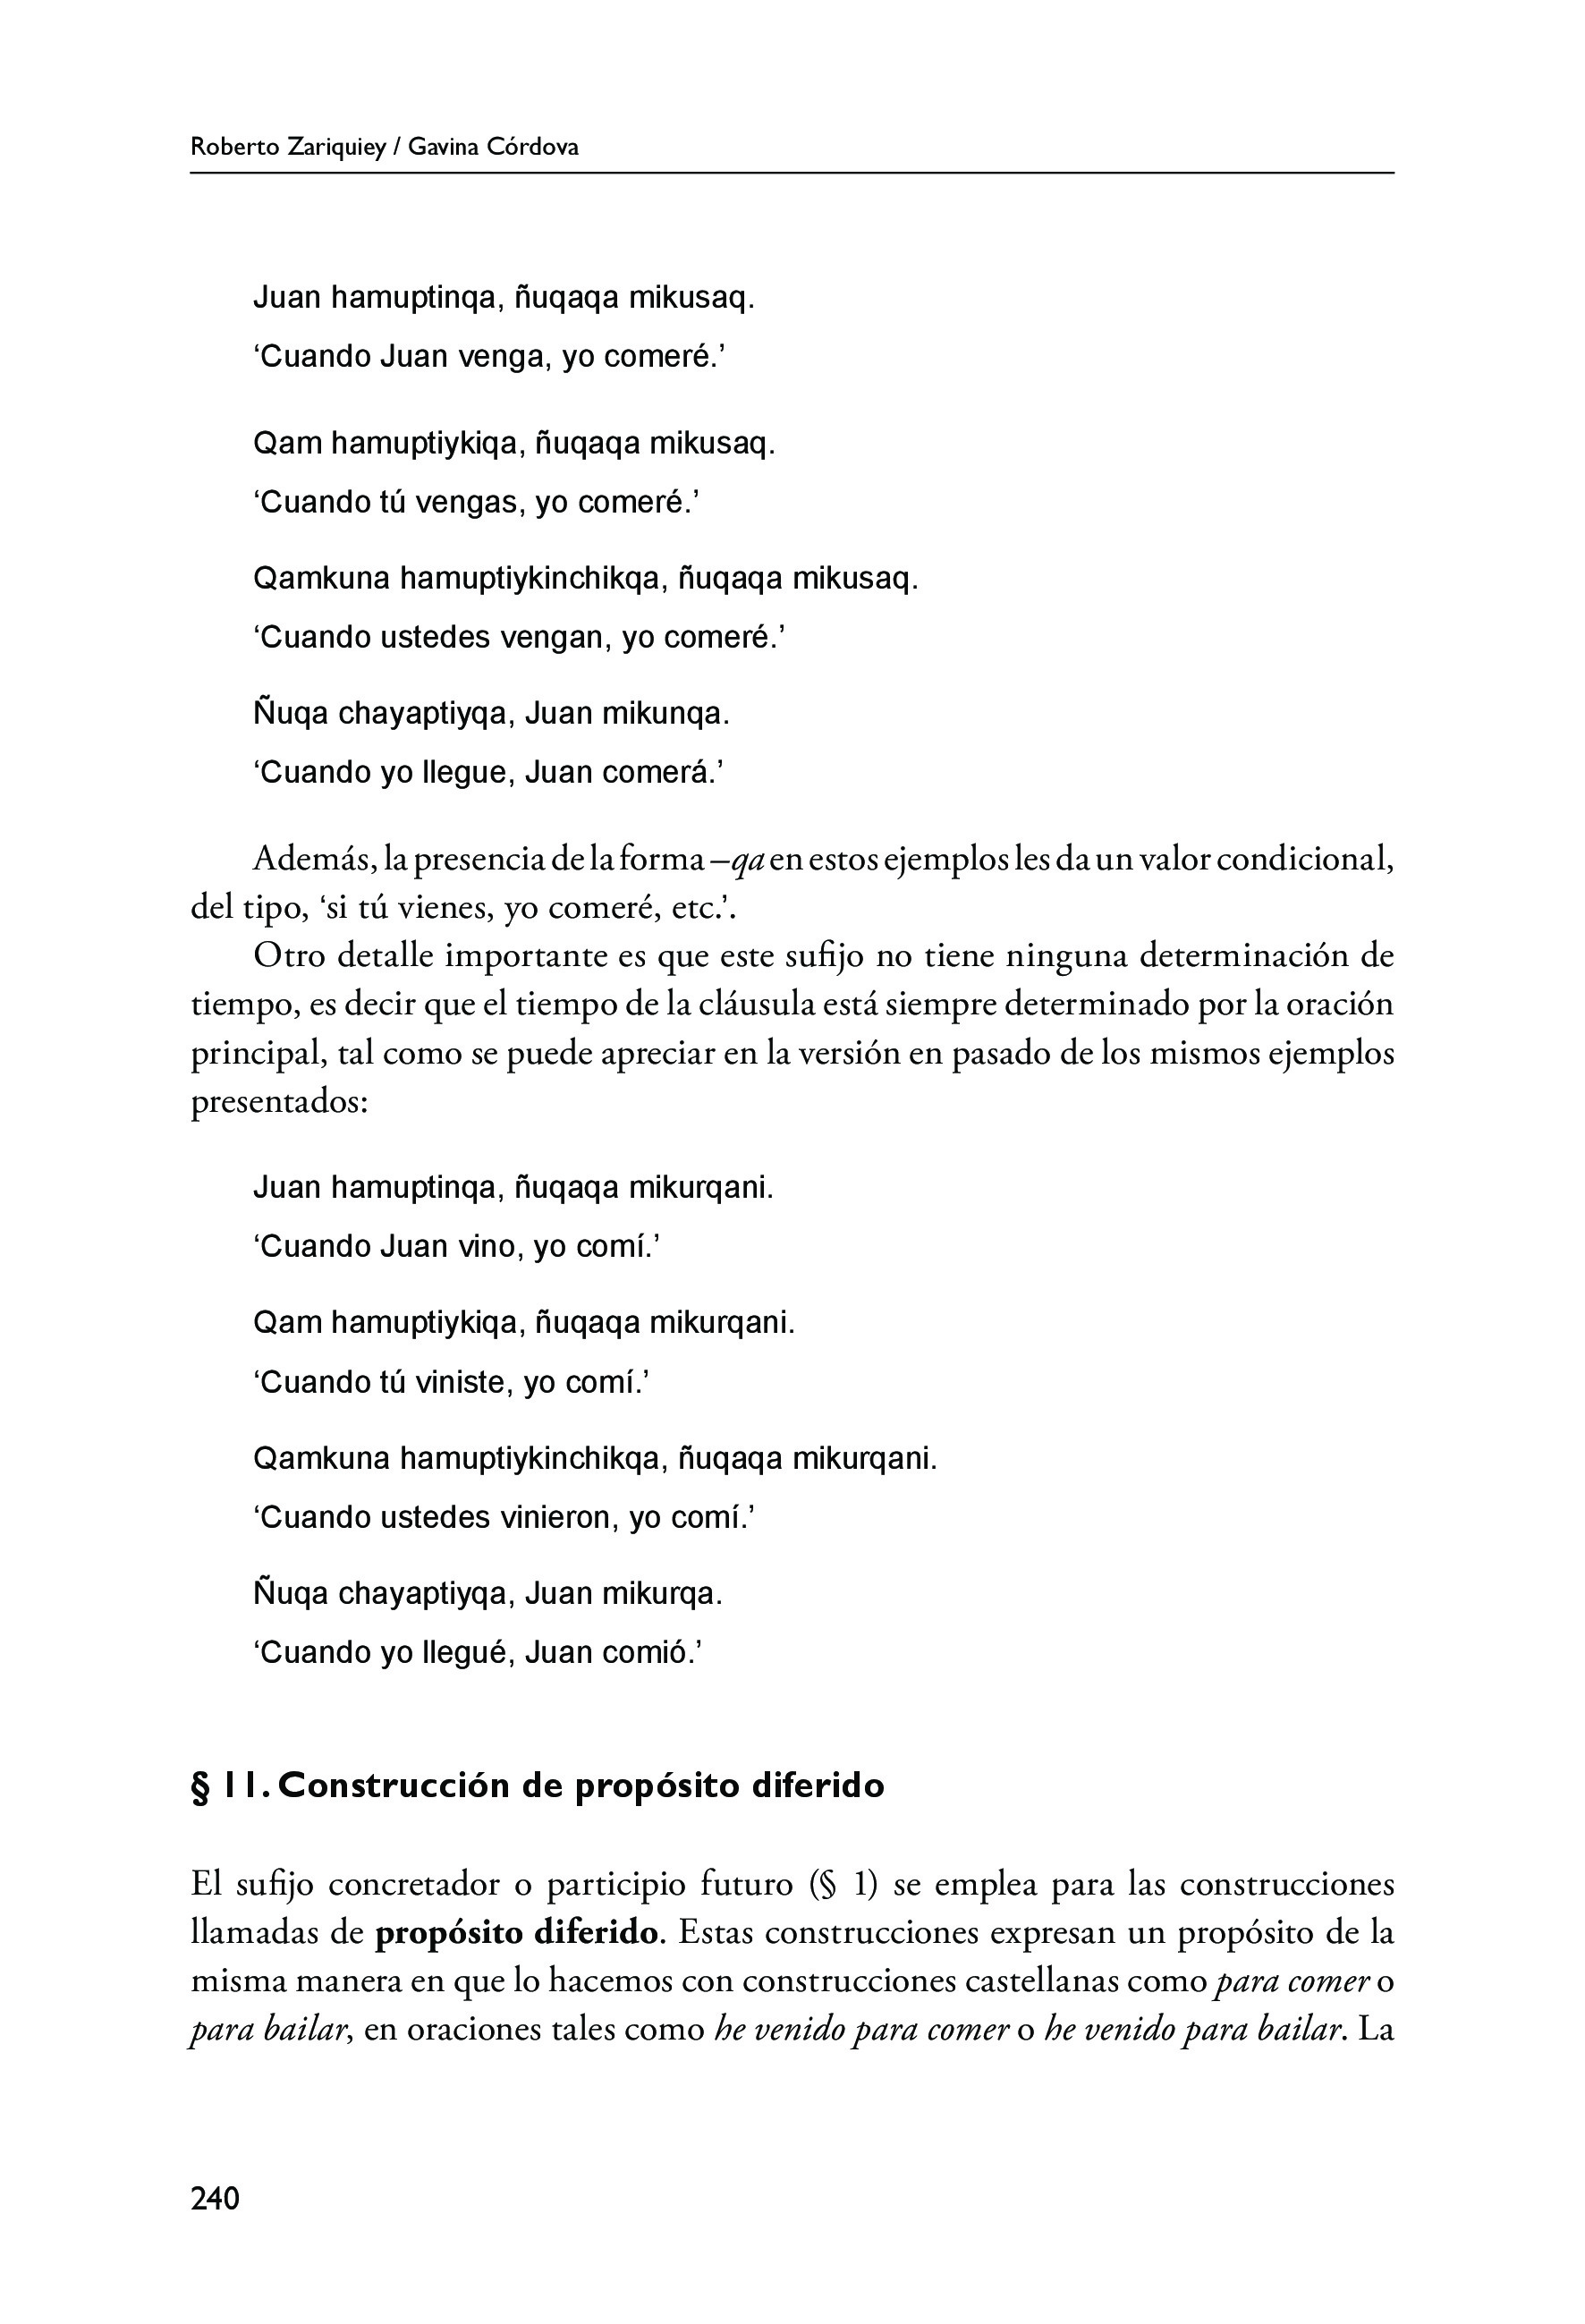 Roberto Zariquiey / Gavina Córdova
Juan hamuptinqa, ñuqaqa mikusaq.
‘Cuando Juan venga, yo comeré.’
Qam hamuptiykiqa, ñuqaqa mikusaq.
‘Cuando tú vengas, yo comeré.’
Qamkuna hamuptiykinchikqa, ñuqaqa mikusaq.
‘Cuando ustedes vengan, yo comeré.’
Ñuqa chayaptiyqa, Juan mikunqa.
‘Cuando yo llegue, Juan comerá.’
Además, la presencia de la forma –qa en estos ejemplos les da un valor condicional,
del tipo, ‘si tú vienes, yo comeré, etc.’.
Otro detalle importante es que este sufijo no tiene ninguna determinación de
tiempo, es decir que el tiempo de la cláusula está siempre determinado por la oración
principal, tal como se puede apreciar en la versión en pasado de los mismos ejemplos
presentados:
Juan hamuptinqa, ñuqaqa mikurqani.
‘Cuando Juan vino, yo comí.’
Qam hamuptiykiqa, ñuqaqa mikurqani.
‘Cuando tú viniste, yo comí.’
Qamkuna hamuptiykinchikqa, ñuqaqa mikurqani.
‘Cuando ustedes vinieron, yo comí.’
Ñuqa chayaptiyqa, Juan mikurqa.
‘Cuando yo llegué, Juan comió.’
§ 11. Construcción de propósito diferido
El sufijo concretador o participio futuro (§ 1) se emplea para las construcciones
llamadas de propósito diferido. Estas construcciones expresan un propósito de la
misma manera en que lo hacemos con construcciones castellanas como para comer o
para bailar, en oraciones tales como he venido para comer o he venido para bailar. La
240